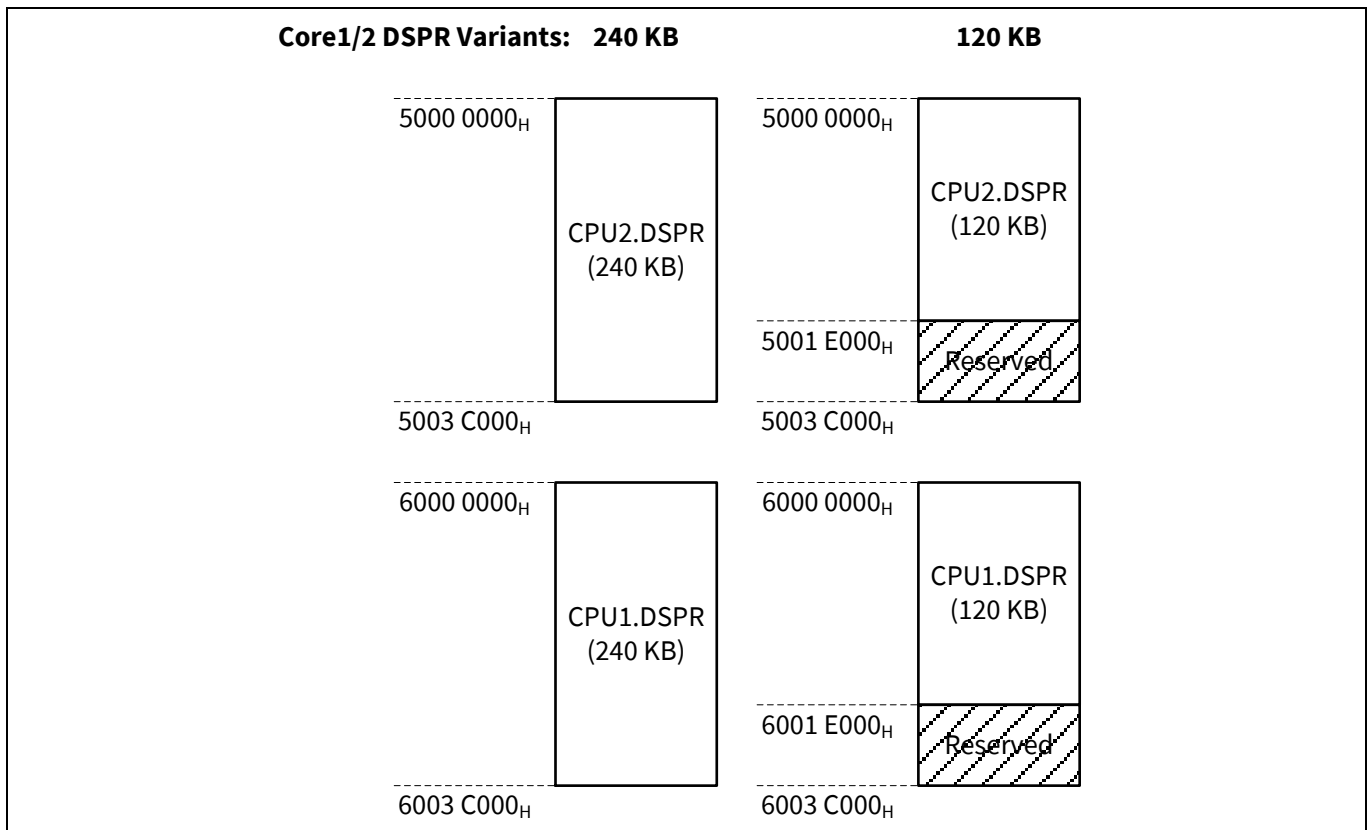 Core1/2 DSPR Variants: 240 KB 120 KB
5000 0000H 5000 0000H
CPU2.DSPR
(240 KB)
CPU2.DSPR
(120 KB)
5001 E000H
Reserved
5003 C000H 5003 C000H
6000 0000H 6000 0000H
CPU1.DSPR
(240 KB)
CPU1.DSPR
(120 KB)
6001 E000H
Reserved
6003 C000H 6003 C000H